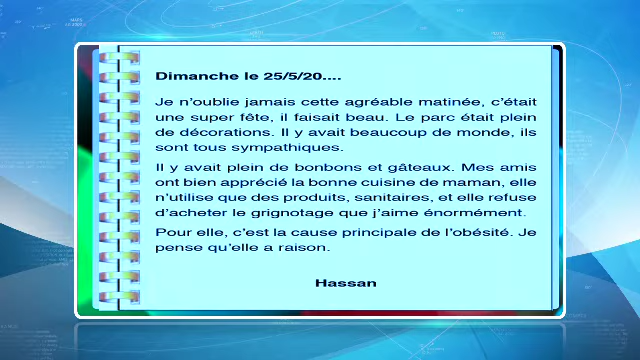 Dimanche le 25/5/20....
Je n'oublie jamais cette agréable matinée, c'était
une super fête, il faisait beau. Le parc était plein
de décorations. Il y avait beaucoup de monde, ils
sont tous sympathiques.
Il y avait plein de bonbons et gâteaux. Mes amis
ont bien apprécié la bonne cuisine de maman, elle
n'utilise que des produits, sanitaires, et elle refuse
d'acheter le grignotage que j'aime énormément.
Pour elle, c'est la cause principale de l'obésité. Je
pense qu'elle a raison.
Hassan